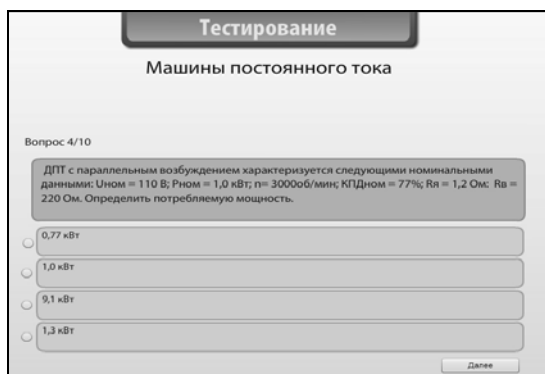 Тестирование
Машины постоянного тока
Вопрос 4/10
ДПТ с параллельным возбуждением характеризуется следующими номинальными
данными: Uном = 110 В; Pном = 1,0 кВт; n= 3000об/мин; КПДном = 77%; Rя = 1,2 Ом: Rв =
220 Ом. Определить потребляемую мощность.
0,77 кВт
1,0 кВт
9,1 кВт
1,3 кВт
Далее